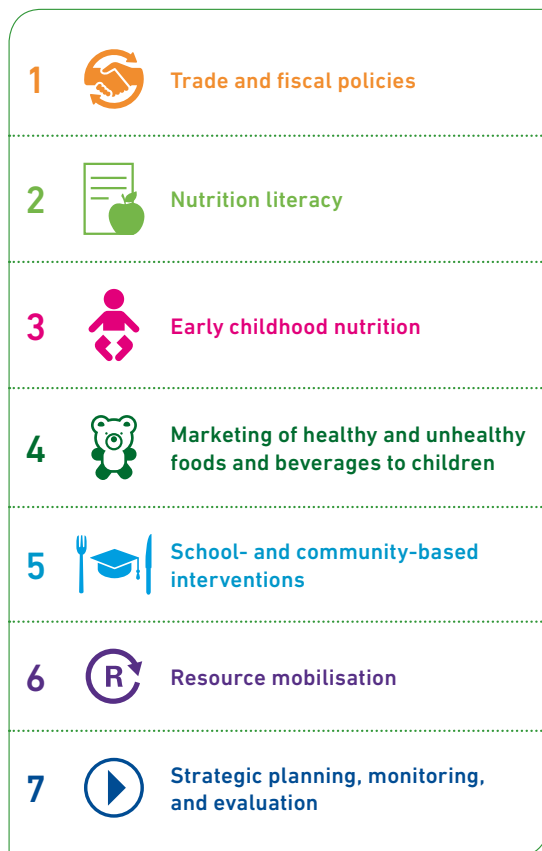 1
Trade and fiscal policies
2
Nutrition literacy
3
Early childhood nutrition
4
Marketing of healthy and unhealthy
foods and beverages to children
5
School- and community-based
interventions
6
R
Resource mobilisation
7
Strategic planning, monitoring,
and evaluation